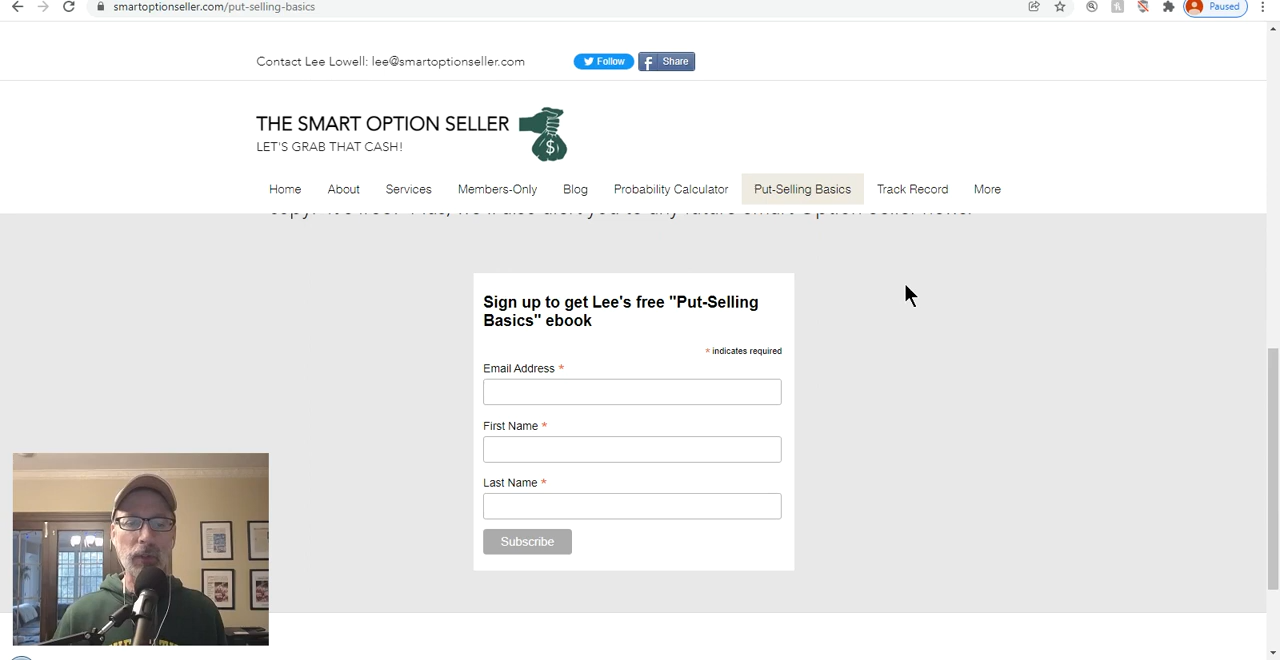 smartoptionseller.com/put-selling-basics
Paused
Contact Lee Lowell: lee@smartoptionseller.com
Follow
Share
THE SMART OPTION SELLER
LET'S GRAB THAT CASH!
$
Home About Services Members-Only Blog Probability Calculator Put-Selling Basics Track Record More
Sign up to get Lee's free "Put-Selling
Basics" ebook
* indicates required
Email Address *
First Name *
Last Name *
Subscribe